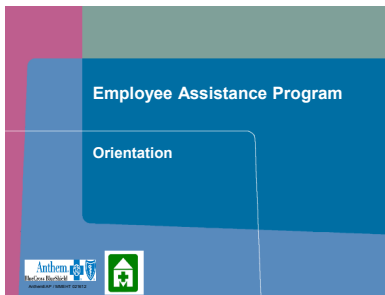 Employee Assistance Program
Orientation
Anthem.
BlueCross BlueShield